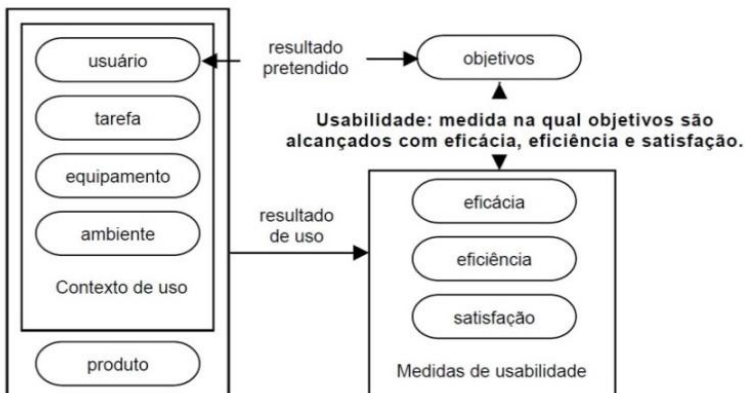 usuário
tarefa
equipamento
ambiente
Contexto de uso
produto
resultado
pretendido
objetivos
Usabilidade: medida na qual objetivos são
alcançados com eficácia, eficiência e satisfação.
resultado
de uso
eficácia
eficiência
satisfação
Medidas de usabilidade